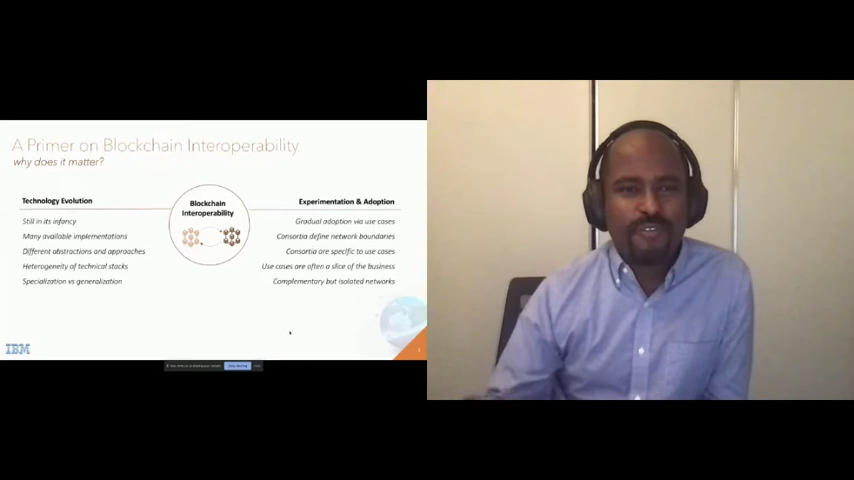 A Primer on Blockchain Interoperability
why does it matter?
Technology Evolution
Still in its infancy
Many available implementations
Different abstractions and approaches
Heterogeneity of technical stacks
Specialization vs generalization
Blockchain
Interoperability
Experimentation & Adoption
Gradual adoption via use cases
Consortia define network boundaries
Consortia are specific to use cases
Use cases are often a slice of the business
Complementary but isolated networks
IBM